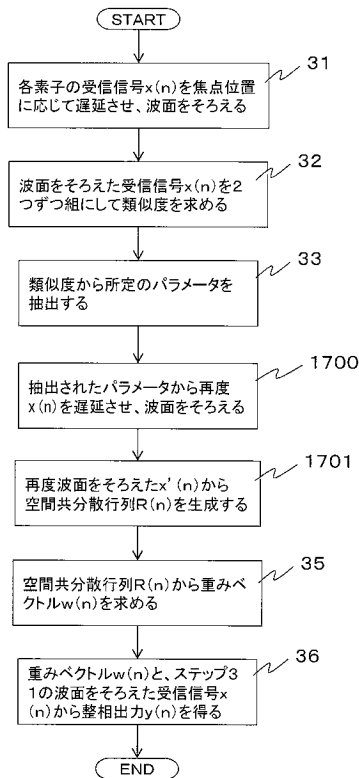 START
31
各素子の受信信号x(n)を焦点位置
に応じて遅延させ、波面をそろえる
32
波面をそろえた受信信号x(n)を2
つずつ組にして類似度を求める
33
類似度から所定のパラメータを
抽出する
1700
抽出されたパラメータから再度
x(n)を遅延させ、波面をそろえる
1701
再度波面をそろえたx'(n)から
空間共分散行列R(n)を生成する
35
空間共分散行列R(n)から重みベ
クトルw(n)を求める
36
重みベクトルw(n)と、ステップ3
1の波面をそろえた受信信号x
(n)から整相出力y(n)を得る
END